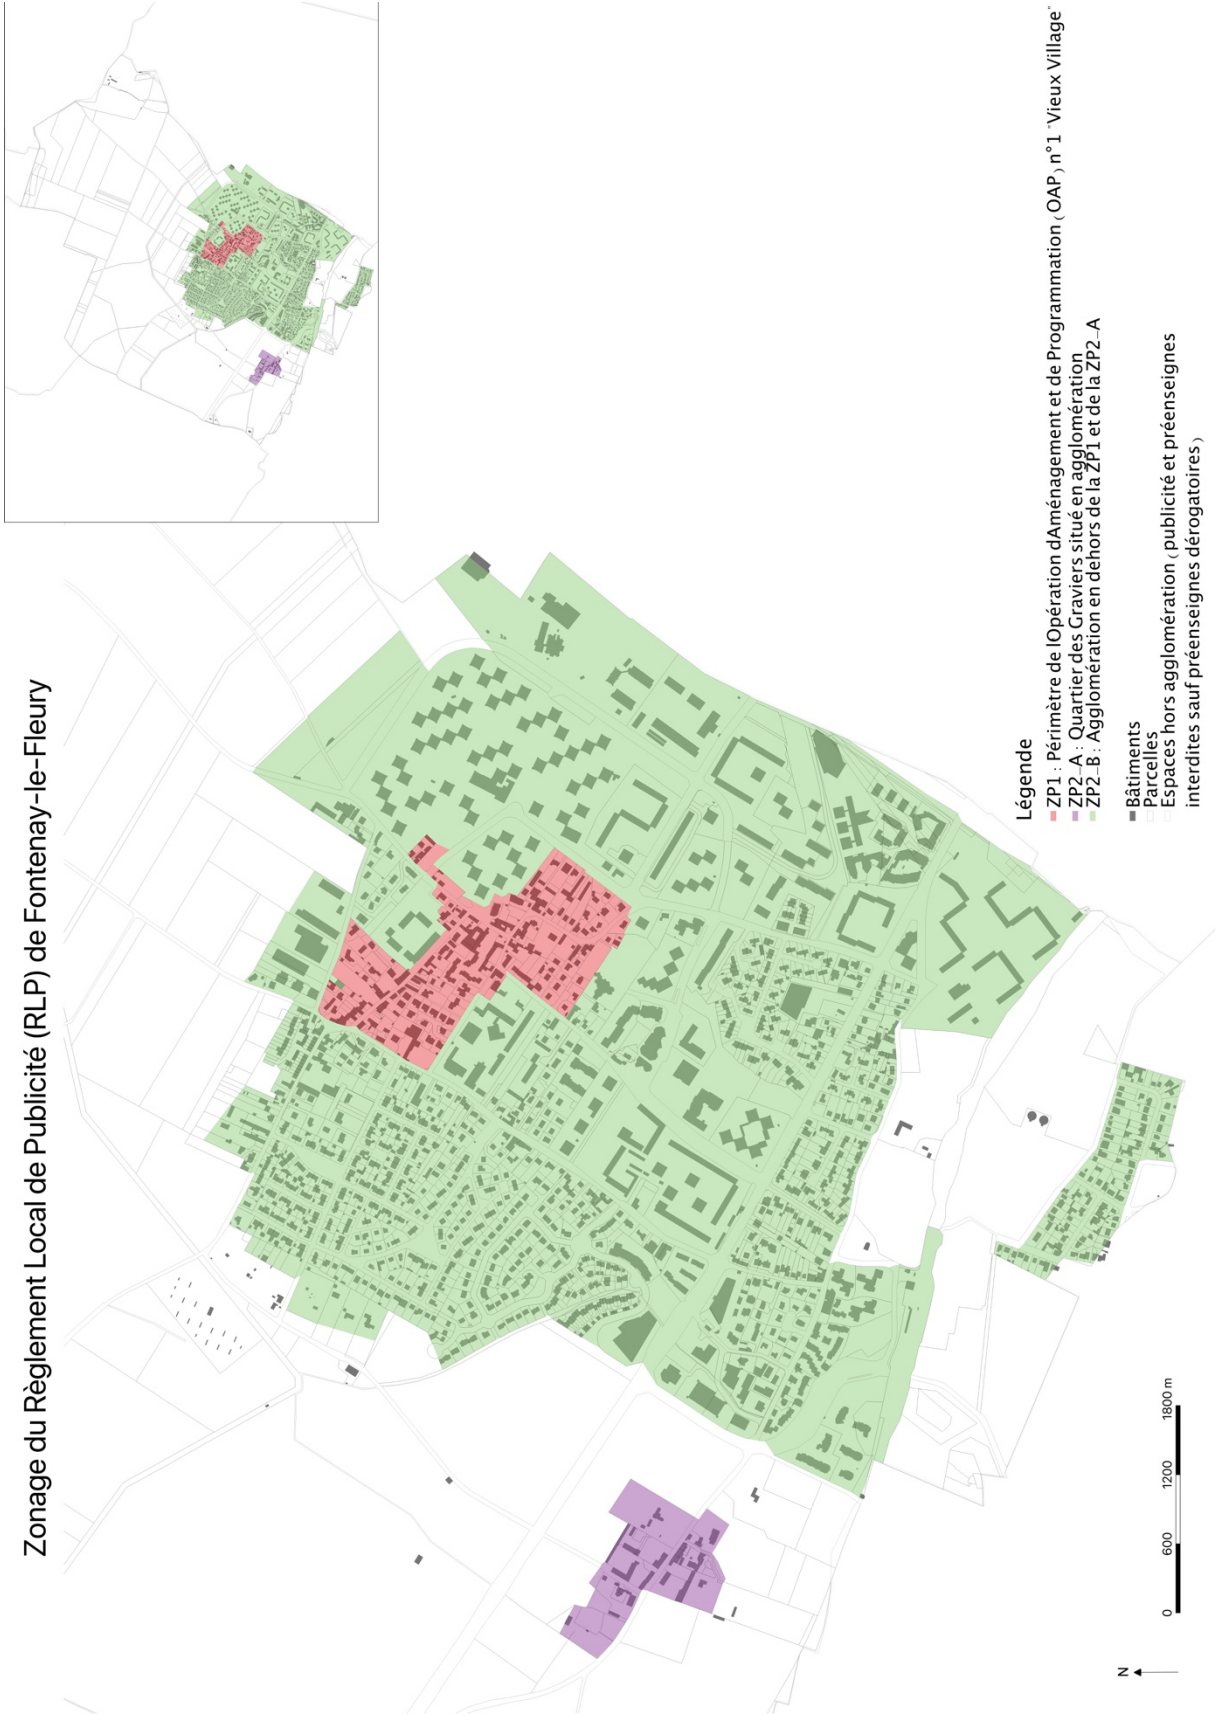 Zonage du Règlement Local de Publicité (RLP) de Fontenay-le-Fleury
Légende
ZP1 : Périmètre de lOpération dAménagement et de Programmation ( OAP ) n°1 "Vieux Village"
ZP2-A : Quartier des Graviers situé en agglomération
ZP2-B : Agglomération en dehors de la ZP1 et de la ZP2-A
Bâtiments
Parcelles
Espaces hors agglomération ( publicité et préenseignes
interdites sauf préenseignes dérogatoires )
N
0 600 1200 1800 m